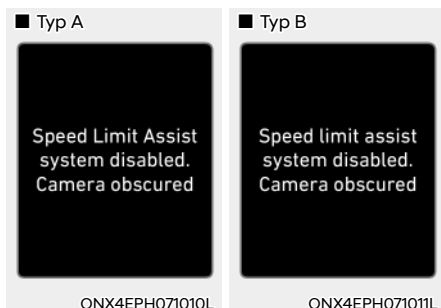 ■ Typ A
Speed Limit Assist
system disabled.
Camera obscured
ONX4EPH071010L
■ Typ B
Speed limit assist
system disabled.
Camera obscured
ONX4EPH071011L